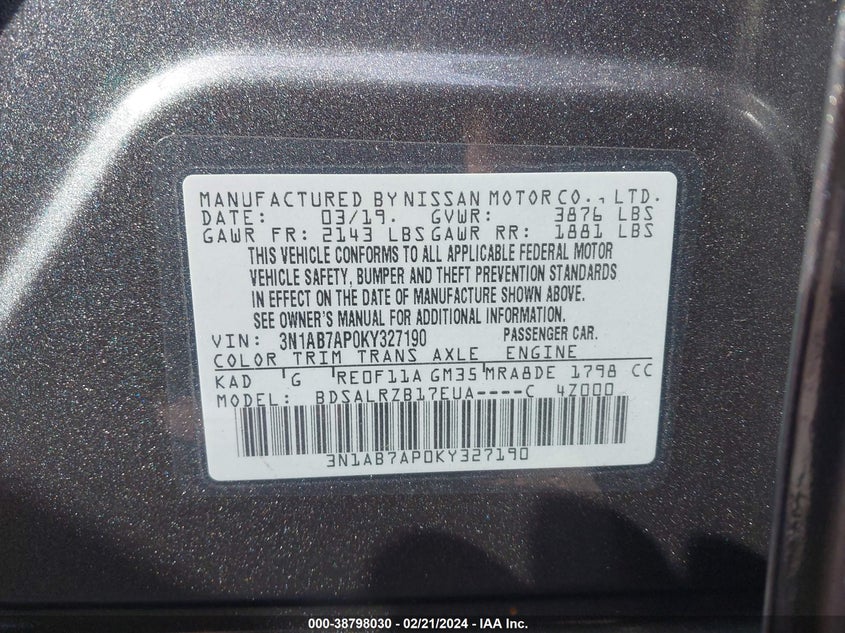 MANUFACTURED BY NISSAN MOTOR CO., LTD.
DATE: 03/19. GVWR: 3876 LBS
GAWR FR: 2143 LBS GAWR RR: 1881 LBS
THIS VEHICLE CONFORMS TO ALL APPLICABLE FEDERAL MOTOR
VEHICLE SAFETY, BUMPER AND THEFT PREVENTION STANDARDS
IN EFFECT ON THE DATE OF MANUFACTURE SHOWN ABOVE.
SEE OWNER'S MANUAL FOR ADDITIONAL INFORMATION.
VIN: 3N1AB7AP0KY327190 PASSENGER CAR.
COLOR TRIM TRANS AXLE ENGINE
KAD G RE0F11A GM35 MRA8DE 1798 CC
MODEL: BDSALRZB17EUA----C 4Z000
3N1AB7AP0KY327190
000-38798030 — 02/21/2024 — IAA Inc.